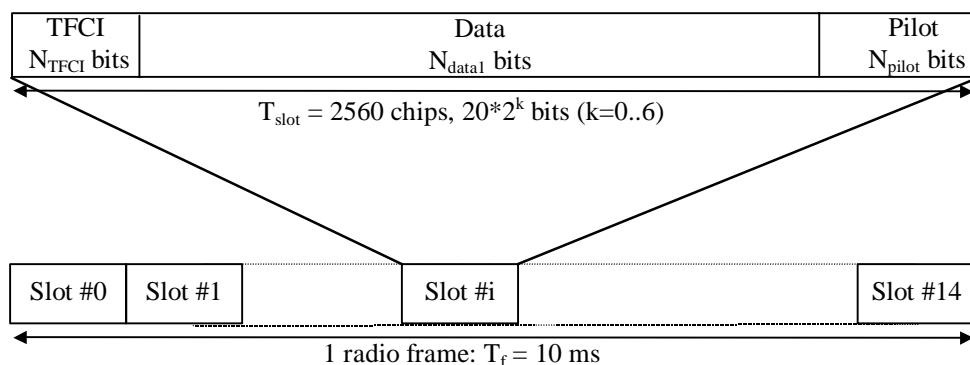 TFCI Data Pilot
N_TFCI bits N_data1 bits N_pilot bits
T_slot = 2560 chips, 20*2^k bits (k=0..6)
Slot #0 Slot #1 Slot #i Slot #14
1 radio frame: T_f = 10 ms